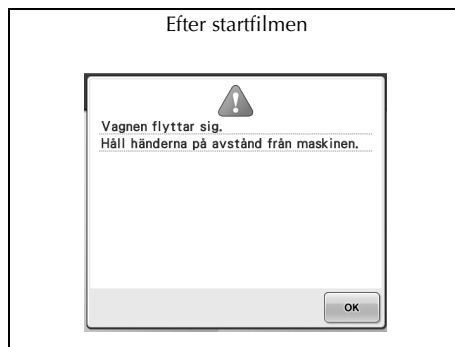 Efter startfilmen
Vagnen flyttar sig.
Håll händerna på avstånd från maskinen.
OK